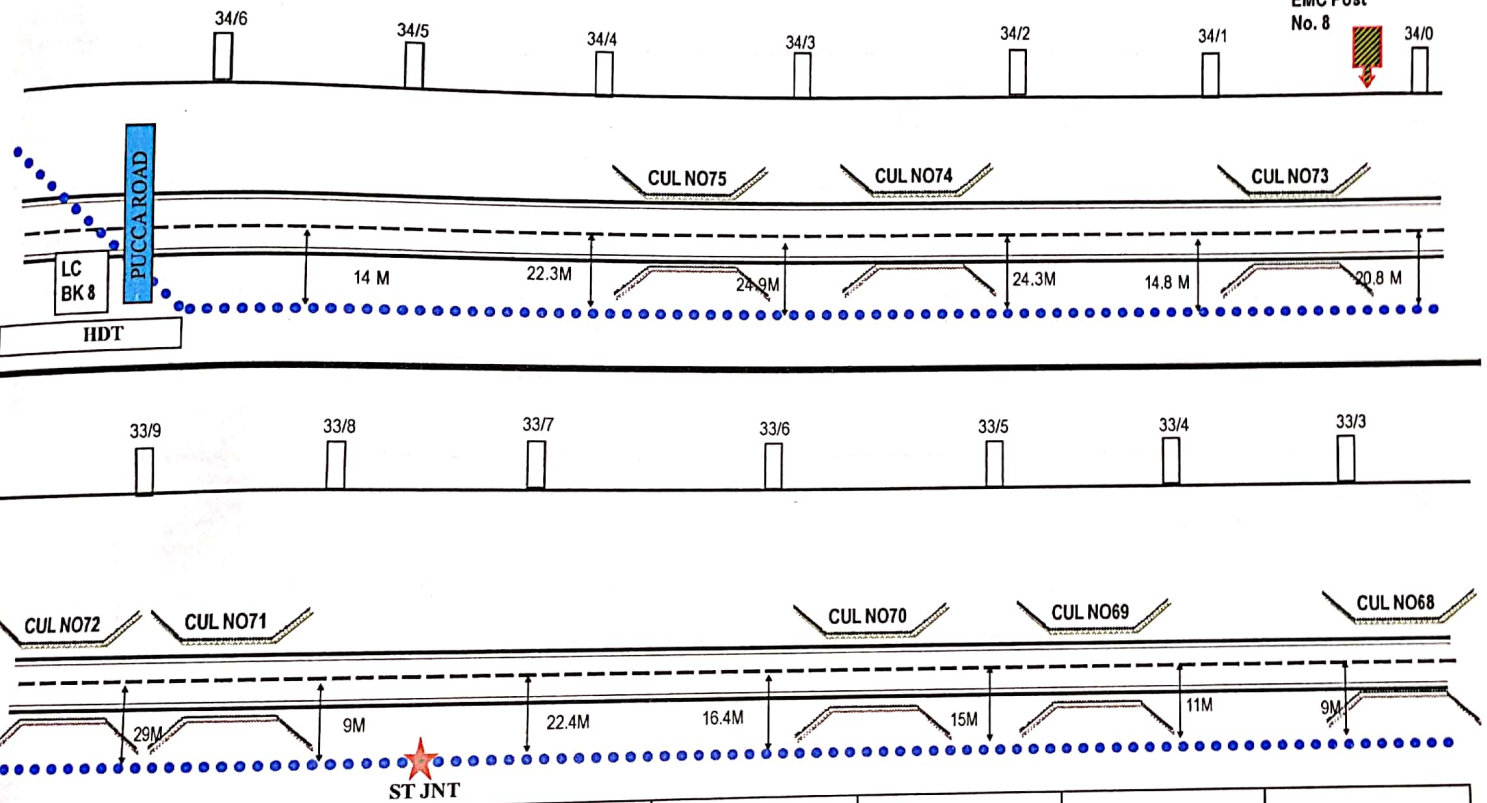 EMC Post
No. 8
34/6
34/5
34/4
34/3
34/2
34/1
34/0
PUCCA ROAD
CUL NO75
CUL NO74
CUL NO73
LC
BK 8
14 M
22.3M
24.9M
24.3M
14.8 M
20.8 M
HDT
33/9
33/8
33/7
33/6
33/5
33/4
33/3
CUL NO72
CUL NO71
CUL NO70
CUL NO69
CUL NO68
29M
9M
22.4M
16.4M
15M
11M
9M
ST JNT